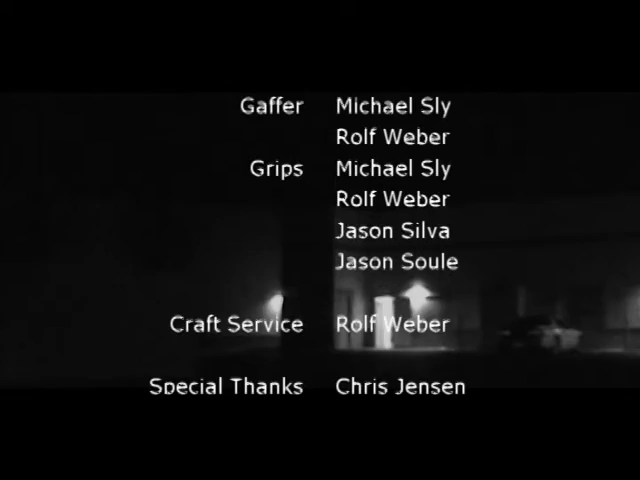 Gaffer Michael Sly
Rolf Weber
Grips Michael Sly
Rolf Weber
Jason Silva
Jason Soule
Craft Service Rolf Weber
Special Thanks Chris Jensen